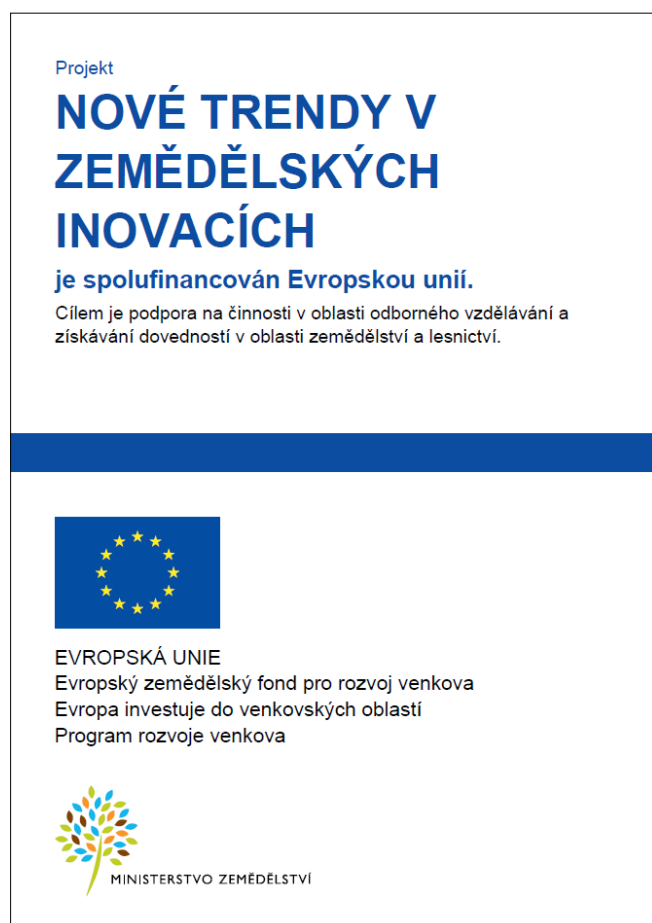 Projekt
NOVÉ TRENDY V
ZEMĚDĚLSKÝCH
INOVACÍCH
je spolufinancován Evropskou unií.
Cílem je podpora na činnosti v oblasti odborného vzdělávání a
získávání dovedností v oblasti zemědělství a lesnictví.
EVROPSKÁ UNIE
Evropský zemědělský fond pro rozvoj venkova
Evropa investuje do venkovských oblastí
Program rozvoje venkova
MINISTERSTVO ZEMĚDĚLSTVÍ